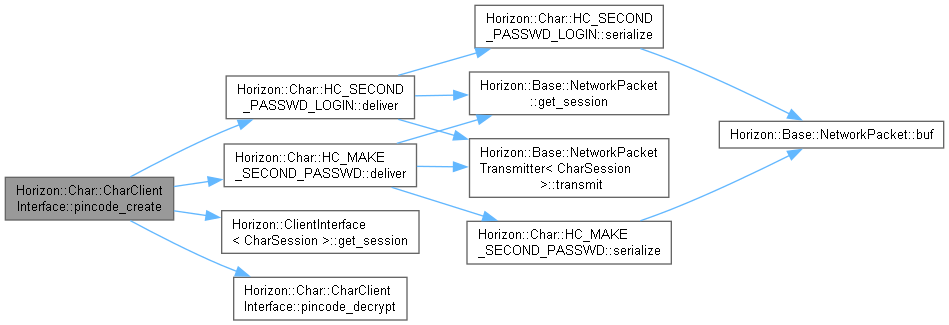 Horizon::Char::CharClient
Interface::pincode_create
Horizon::Char::HC_SECOND
_PASSWD_LOGIN::deliver
Horizon::Char::HC_MAKE
_SECOND_PASSWD::deliver
Horizon::ClientInterface
< CharSession >::get_session
Horizon::Char::CharClient
Interface::pincode_decrypt
Horizon::Char::HC_SECOND
_PASSWD_LOGIN::serialize
Horizon::Base::NetworkPacket
::get_session
Horizon::Base::NetworkPacket
Transmitter< CharSession
>::transmit
Horizon::Char::HC_MAKE
_SECOND_PASSWD::serialize
Horizon::Base::NetworkPacket::buf